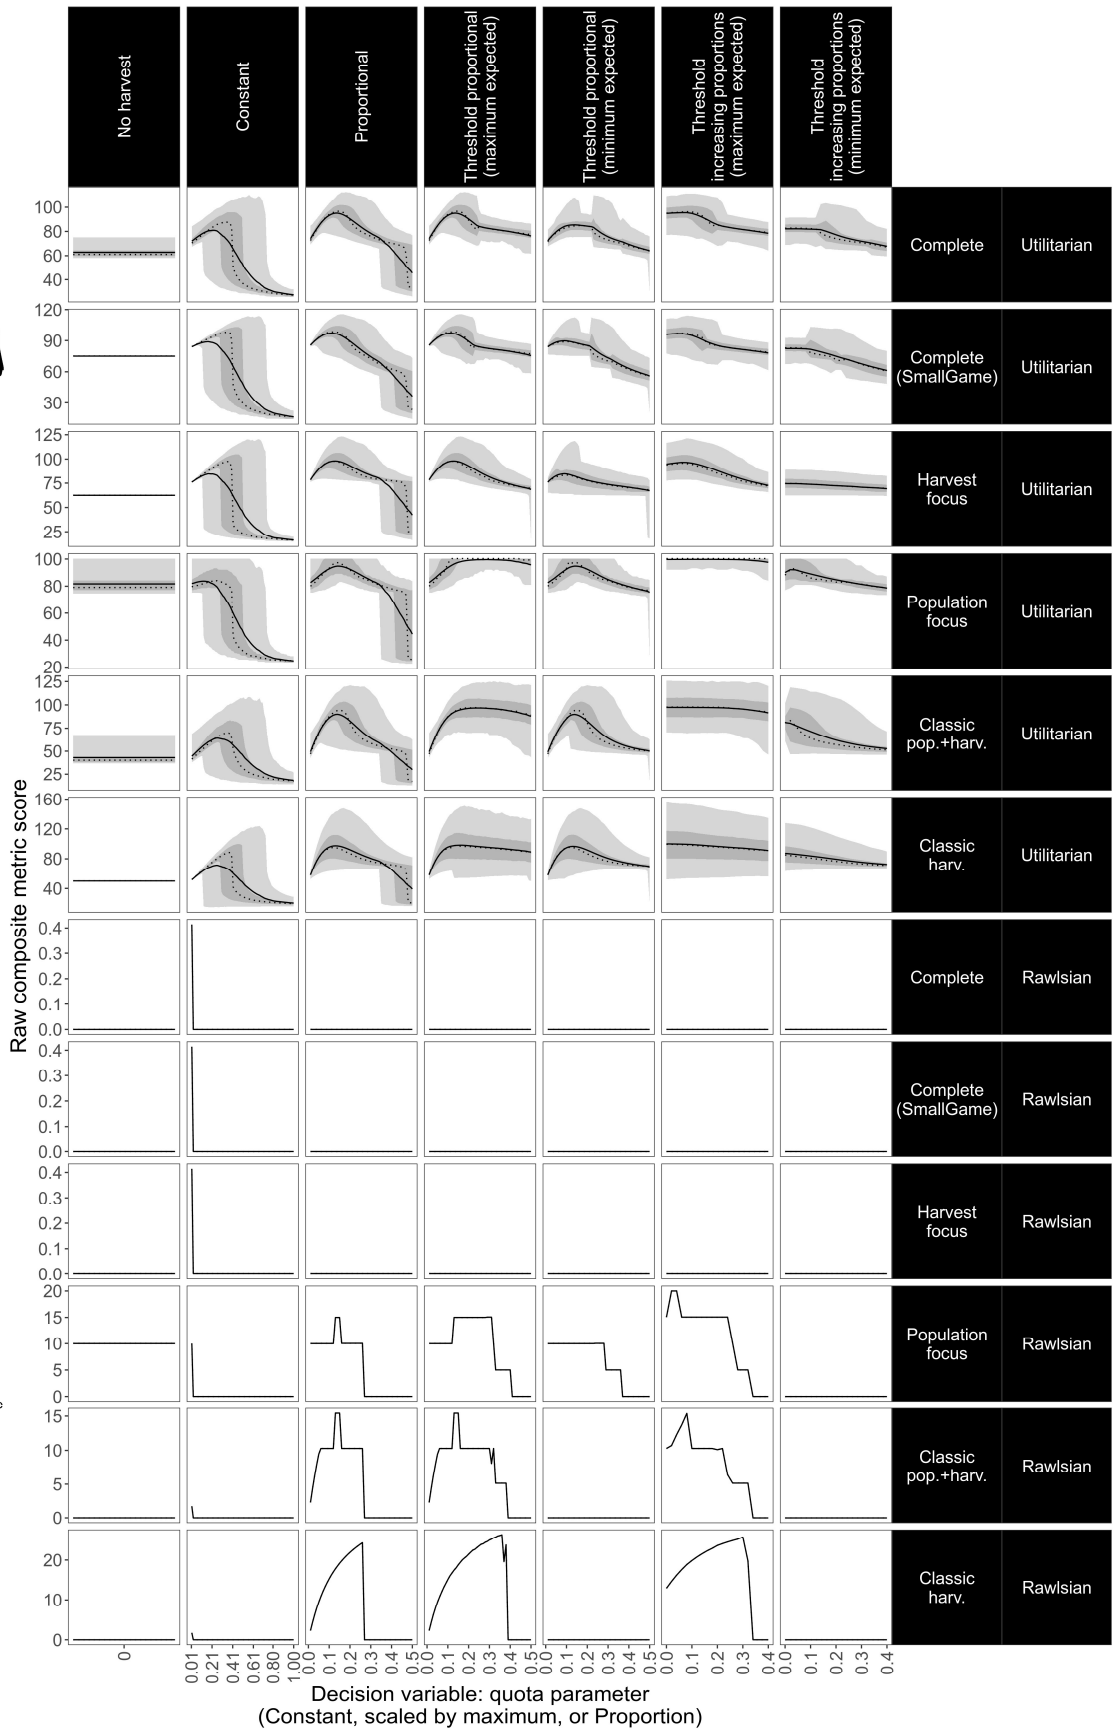 No harvest
Constant
Proportional
Threshold proportional
(maximum expected)
Threshold proportional
(minimum expected)
Threshold
increasing proportions
(maximum expected)
Threshold
increasing proportions
(minimum expected)
Raw composite metric score
100
80
60
40
Complete
Utilitarian
120
90
60
30
Complete
(SmallGame)
Utilitarian
125
100
75
50
25
Harvest
focus
Utilitarian
100
80
60
40
20
Population
focus
Utilitarian
125
100
75
50
25
Classic
pop.+harv.
Utilitarian
160
120
80
40
Classic
harv.
Utilitarian
0.4
0.3
0.2
0.1
0.0
Complete
Rawlsian
0.4
0.3
0.2
0.1
0.0
Complete
(SmallGame)
Rawlsian
0.4
0.3
0.2
0.1
0.0
Harvest
focus
Rawlsian
20
15
10
5
0
Population
focus
Rawlsian
15
10
5
0
Classic
pop.+harv.
Rawlsian
20
10
0
Classic
harv.
Rawlsian
0
0.01 0.21 0.41 0.61 0.80 1.00
0.0 0.1 0.2 0.3 0.4 0.5
0.0 0.1 0.2 0.3 0.4 0.5
0.0 0.1 0.2 0.3 0.4 0.5
0.0 0.1 0.2 0.3 0.4
0.0 0.1 0.2 0.3 0.4
Decision variable: quota parameter
(Constant, scaled by maximum, or Proportion)